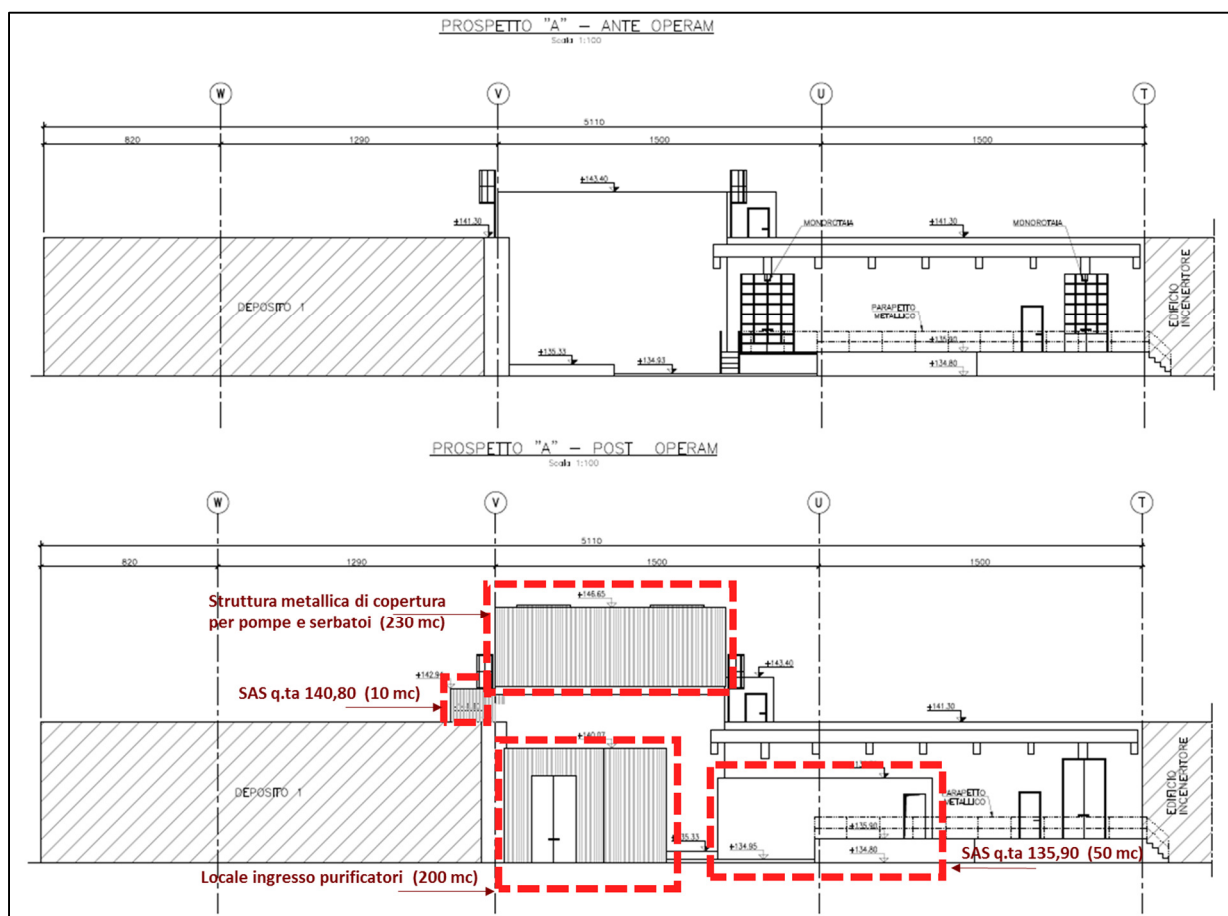 PROSPETTO "A" – ANTE OPERAM
Scala 1:100
W
V
U
T
5110
820
1290
1500
1500
+143.40
+141.30
MONOROTAIA
+141.30
MONOROTAIA
DEPOSITO 1
PARAPETTO
METALLICO
EDIFICIO
INCENERITORE
+135.90
+135.33
+134.93
+134.80
PROSPETTO "A" – POST OPERAM
Scala 1:100
W
V
U
T
5110
820
1290
1500
1500
Struttura metallica di copertura
per pompe e serbatoi (230 mc)
+146.65
+143.40
SAS q.ta 140,80 (10 mc)
+141.30
+140.07
DEPOSITO 1
PARAPETTO
METALLICO
EDIFICIO
INCENERITORE
+135.90
+134.95
+134.80
SAS q.ta 135,90 (50 mc)
Locale ingresso purificatori (200 mc)